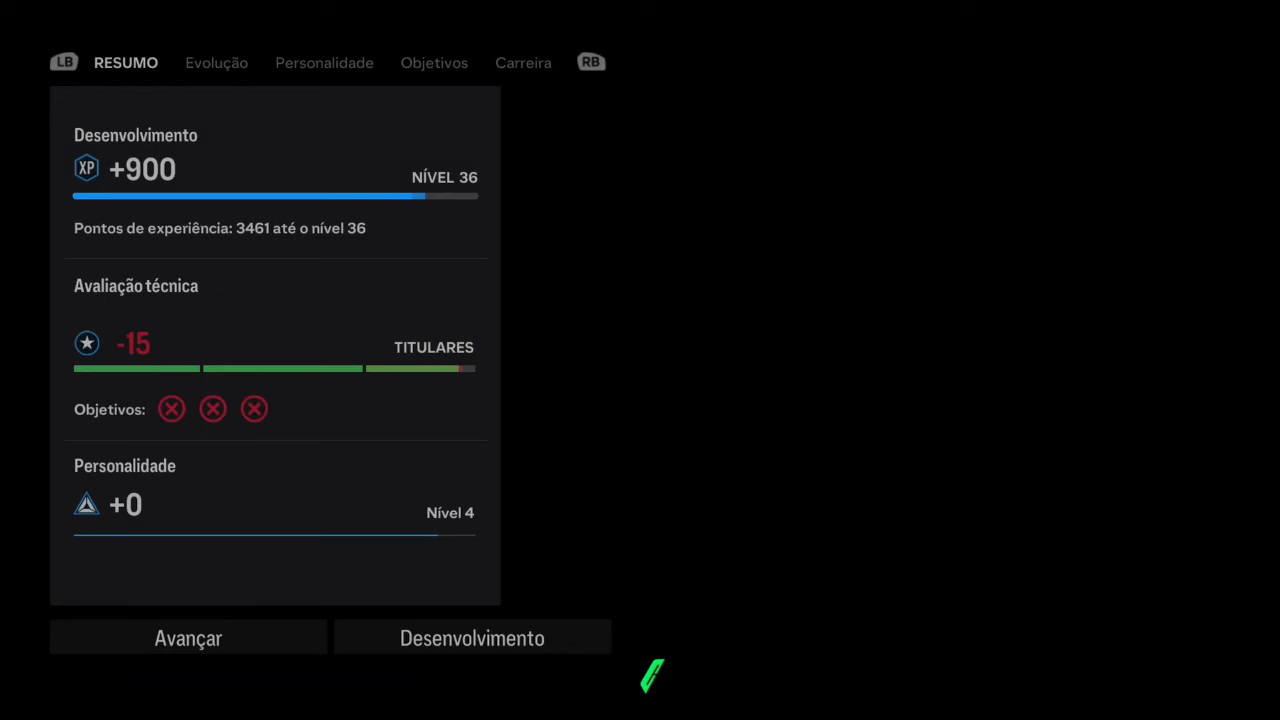 LB RESUMO Evolução Personalidade Objetivos Carreira RB
Desenvolvimento
XP +900 NÍVEL 36
Pontos de experiência: 3461 até o nível 36
Avaliação técnica
-15 TITULARES
Objetivos:
Personalidade
+0 Nível 4
Avançar Desenvolvimento